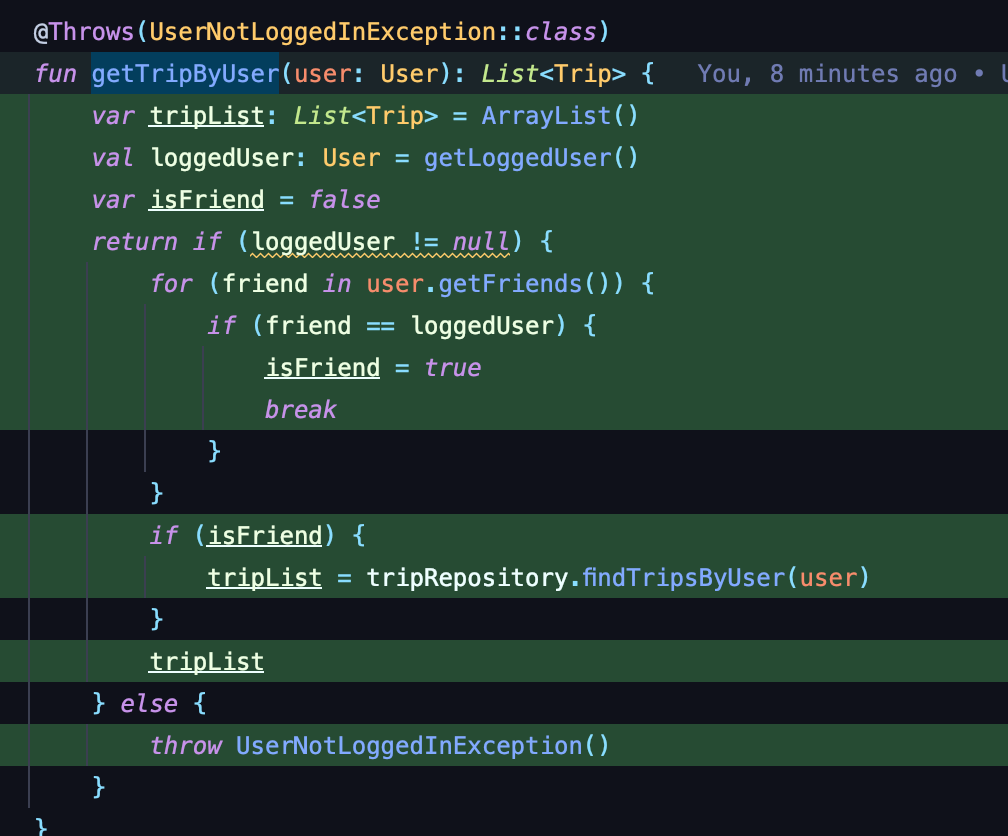 @Throws(UserNotLoggedInException::class)
fun getTripByUser(user: User): List<Trip> {   You, 8 minutes ago •
    var tripList: List<Trip> = ArrayList()
    val loggedUser: User = getLoggedUser()
    var isFriend = false
    return if (loggedUser != null) {
        for (friend in user.getFriends()) {
            if (friend == loggedUser) {
                isFriend = true
                break
            }
        }
        if (isFriend) {
            tripList = tripRepository.findTripsByUser(user)
        }
        tripList
    } else {
        throw UserNotLoggedInException()
    }
}